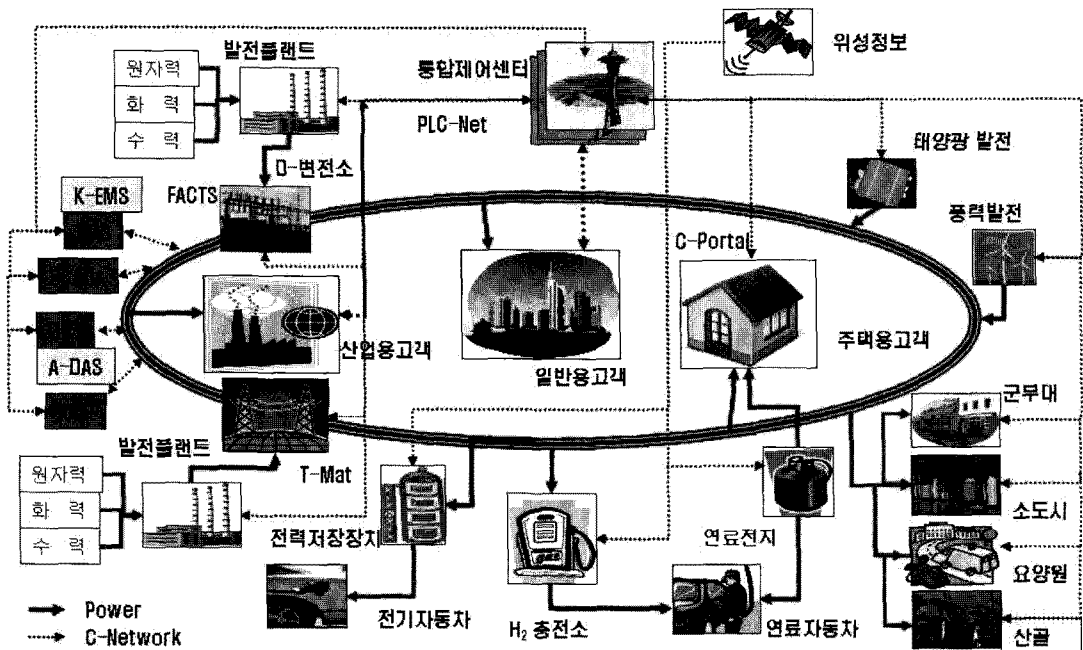 위성정보
발전플랜트
통합제어센터
원자력
화 력
수 력
PLC-Net
D-변전소
태양광 발전
K-EMS
FACTS
풍력발전
C-Portal
산업용고객
일반용고객
주택용고객
A-DAS
군부대
발전플랜트
T-Mat
원자력
화 력
수 력
소도시
전력저장장치
연료전지
요양원
전기자동차
H₂ 충전소
연료자동차
산골
Power
C-Network